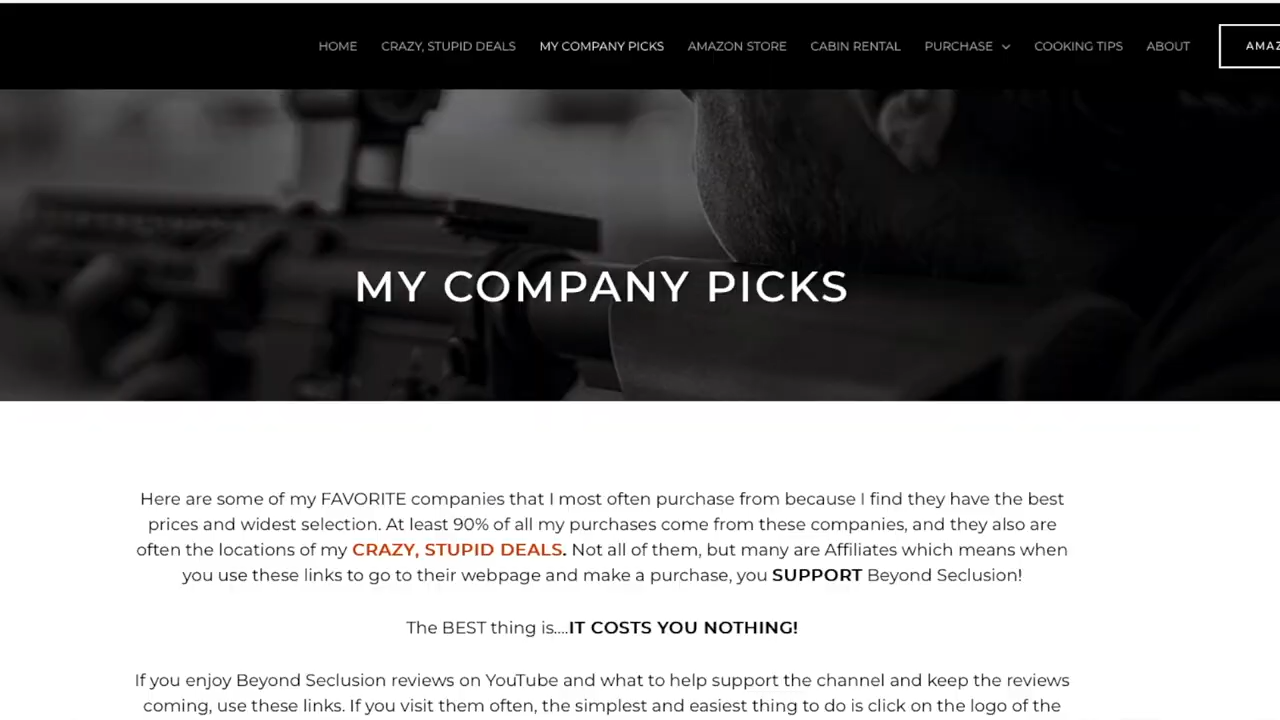 HOME CRAZY, STUPID DEALS MY COMPANY PICKS AMAZON STORE CABIN RENTAL PURCHASE COOKING TIPS ABOUT AMAZ
MY COMPANY PICKS
Here are some of my FAVORITE companies that I most often purchase from because I find they have the best
prices and widest selection. At least 90% of all my purchases come from these companies, and they also are
often the locations of my CRAZY, STUPID DEALS. Not all of them, but many are Affiliates which means when
you use these links to go to their webpage and make a purchase, you SUPPORT Beyond Seclusion!
The BEST thing is....IT COSTS YOU NOTHING!
If you enjoy Beyond Seclusion reviews on YouTube and what to help support the channel and keep the reviews
coming, use these links. If you visit them often, the simplest and easiest thing to do is click on the logo of the